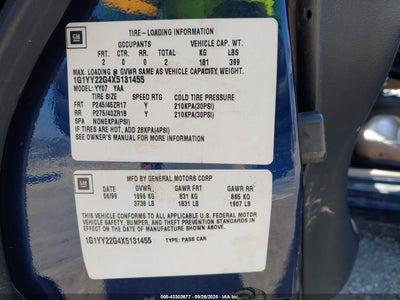 GM
TIRE-LOADING INFORMATION
OCCUPANTS VEHICLE CAP. WT.
FRT CTR RR TOTAL KG LBS
2 0 0 2 181 399
MAX. LOADING @ GVWR SAME AS VEHICLE CAPACITY WEIGHT
1G1YY22G4X5131455
MODEL: YY07 YAA
TIRE SIZE SPEED RTG COLD TIRE PRESSURE
FRT P245/45ZR17 Y 210KPA(30PSI)
RR P275/40ZR18 Y 210KPA(30PSI)
SPA NONEKPA(PSI)
IF TIRES ARE HOT, ADD 28KPA(4PSI)
SEE OWNER'S MANUAL FOR MORE INFORMATION
GM
MFD BY GENERAL MOTORS CORP
DATE GVWR GAWR FRT GAWR RR
06/99 1696 KG 831 KG 865 KG
3738 LB 1831 LB 1907 LB
THIS VEHICLE CONFORMS TO ALL APPLICABLE U.S. FEDERAL MOTOR
VEHICLE SAFETY, BUMPER, AND THEFT PREVENTION STANDARDS IN
EFFECT ON THE DATE OF MANUFACTURE SHOWN ABOVE.
1G1YY22G4X5131455 TYPE: PASS CAR
000-43302677 - 09/26/2025 - IAA